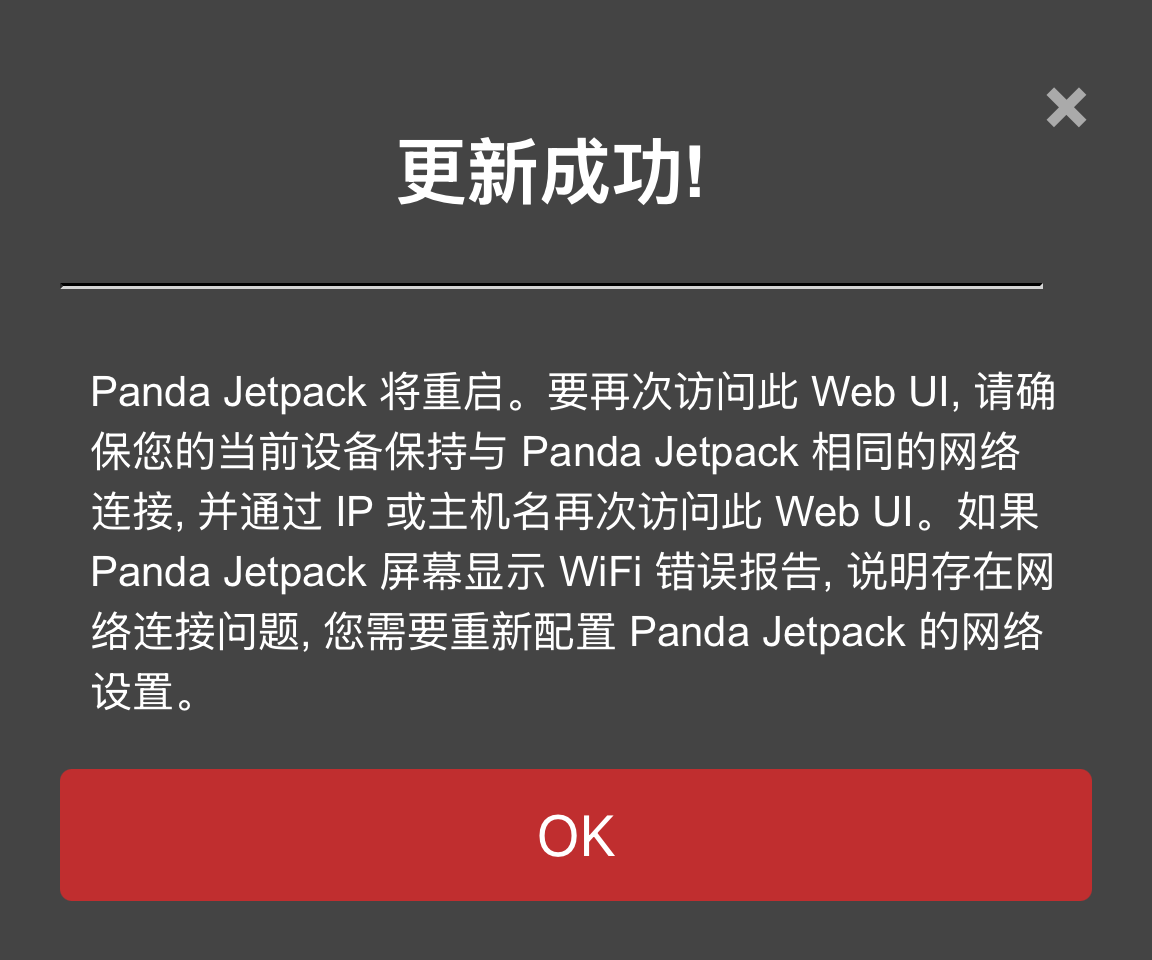 更新成功!
Panda Jetpack 将重启。要再次访问此 Web UI, 请确
保您的当前设备保持与 Panda Jetpack 相同的网络
连接, 并通过 IP 或主机名再次访问此 Web UI。如果
Panda Jetpack 屏幕显示 WiFi 错误报告, 说明存在网
络连接问题, 您需要重新配置 Panda Jetpack 的网络
设置。
OK